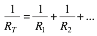 1/R_T = 1/R_1 + 1/R_2 + ...